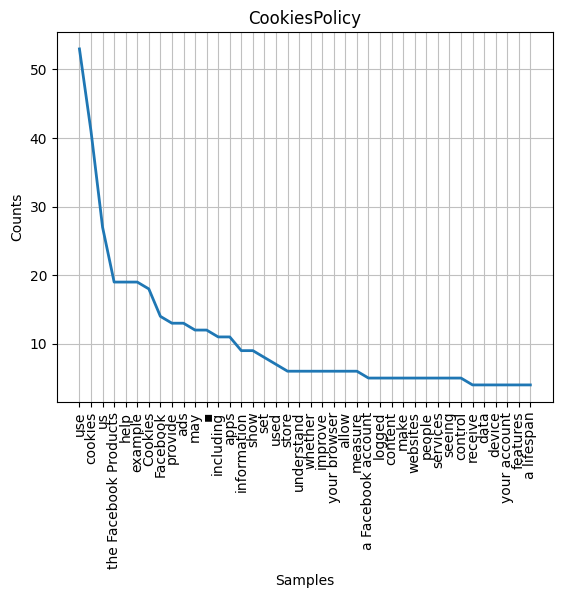 CookiesPolicy
Counts
50
40
30
20
10
use
cookies
us
the Facebook Products
help
example
Cookies
Facebook
provide
ads
may
▪
including
apps
information
show
set
used
store
understand
whether
improve
your browser
allow
measure
a Facebook account
logged
content
make
websites
people
services
seeing
control
receive
data
device
your account
features
a lifespan
Samples